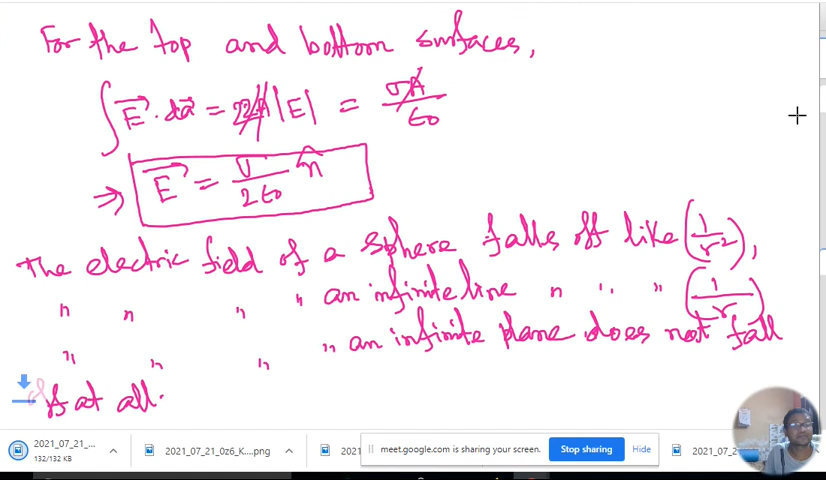 For the top and bottom surfaces,
∫ E⃗ · da⃗ = 2A |E| = σA/ε₀
⇒ E⃗ = σ/2ε₀ n̂
The electric field of a sphere falls off like (1/r²),
" " " " an infinite line " " " (1/r)
" " " " an infinite plane does not fall
off at all.
2021_07_21_...
132/132 KB
2021_07_21_0z6_K....png
2021
meet.google.com is sharing your screen.
Stop sharing
Hide
2021_07_2